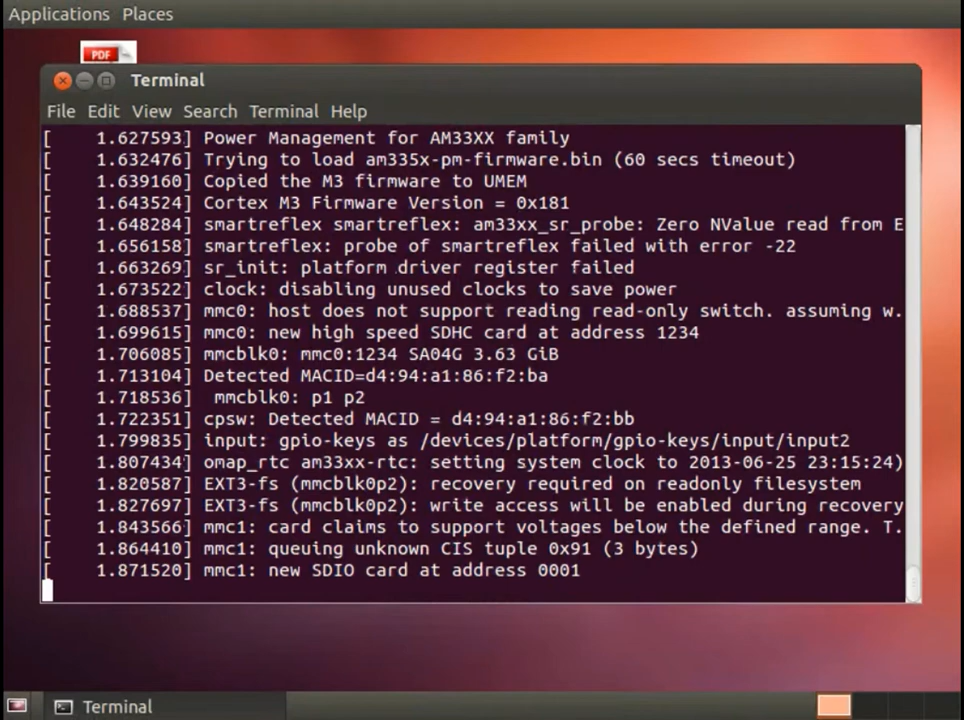 Applications Places
PDF
Terminal
File Edit View Search Terminal Help
[ 1.627593] Power Management for AM33XX family
[ 1.632476] Trying to load am335x-pm-firmware.bin (60 secs timeout)
[ 1.639160] Copied the M3 firmware to UMEM
[ 1.643524] Cortex M3 Firmware Version = 0x181
[ 1.648284] smartreflex smartreflex: am33xx_sr_probe: Zero NValue read from E
[ 1.656158] smartreflex: probe of smartreflex failed with error -22
[ 1.663269] sr_init: platform driver register failed
[ 1.673522] clock: disabling unused clocks to save power
[ 1.688537] mmc0: host does not support reading read-only switch. assuming w.
[ 1.699615] mmc0: new high speed SDHC card at address 1234
[ 1.706085] mmcblk0: mmc0:1234 SA04G 3.63 GiB
[ 1.713104] Detected MACID=d4:94:a1:86:f2:ba
[ 1.718536]  mmcblk0: p1 p2
[ 1.722351] cpsw: Detected MACID = d4:94:a1:86:f2:bb
[ 1.799835] input: gpio-keys as /devices/platform/gpio-keys/input/input2
[ 1.807434] omap_rtc am33xx-rtc: setting system clock to 2013-06-25 23:15:24)
[ 1.820587] EXT3-fs (mmcblk0p2): recovery required on readonly filesystem
[ 1.827697] EXT3-fs (mmcblk0p2): write access will be enabled during recovery
[ 1.843566] mmc1: card claims to support voltages below the defined range. T.
[ 1.864410] mmc1: queuing unknown CIS tuple 0x91 (3 bytes)
[ 1.871520] mmc1: new SDIO card at address 0001
Terminal